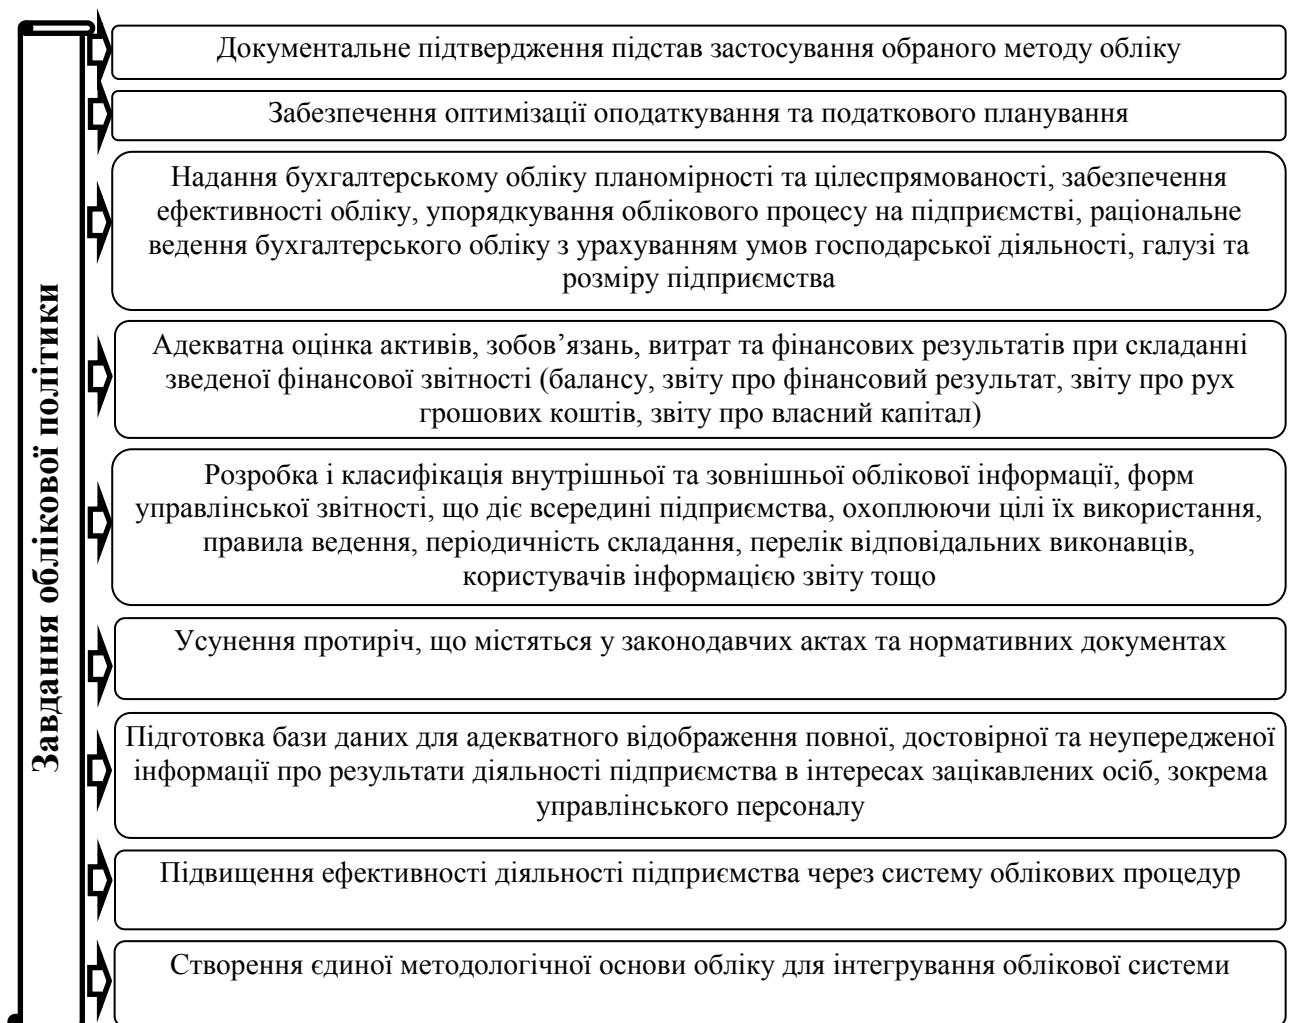 Завдання облікової політики
Документальне підтвердження підстав застосування обраного методу обліку
Забезпечення оптимізації оподаткування та податкового планування
Надання бухгалтерському обліку планомірності та цілеспрямованості, забезпечення
ефективності обліку, упорядкування облікового процесу на підприємстві, раціональне
ведення бухгалтерського обліку з урахуванням умов господарської діяльності, галузі та
розміру підприємства
Адекватна оцінка активів, зобов’язань, витрат та фінансових результатів при складанні
зведеної фінансової звітності (балансу, звіту про фінансовий результат, звіту про рух
грошових коштів, звіту про власний капітал)
Розробка і класифікація внутрішньої та зовнішньої облікової інформації, форм
управлінської звітності, що діє всередині підприємства, охоплюючи цілі їх використання,
правила ведення, періодичність складання, перелік відповідальних виконавців,
користувачів інформацією звіту тощо
Усунення протиріч, що містяться у законодавчих актах та нормативних документах
Підготовка бази даних для адекватного відображення повної, достовірної та неупередженої
інформації про результати діяльності підприємства в інтересах зацікавлених осіб, зокрема
управлінського персоналу
Підвищення ефективності діяльності підприємства через систему облікових процедур
Створення єдиної методологічної основи обліку для інтегрування облікової системи